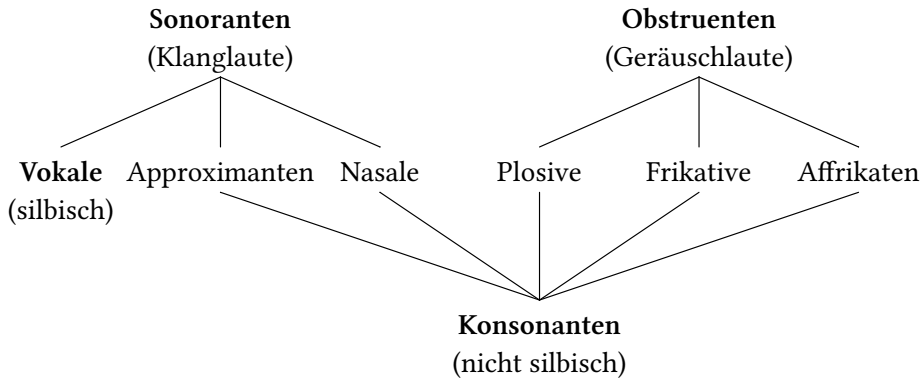 Sonoranten
(Klanglaute)
Obstruenten
(Geräuschlaute)
Vokale
(silbisch)
Approximanten
Nasale
Plosive
Frikative
Affrikaten
Konsonanten
(nicht silbisch)